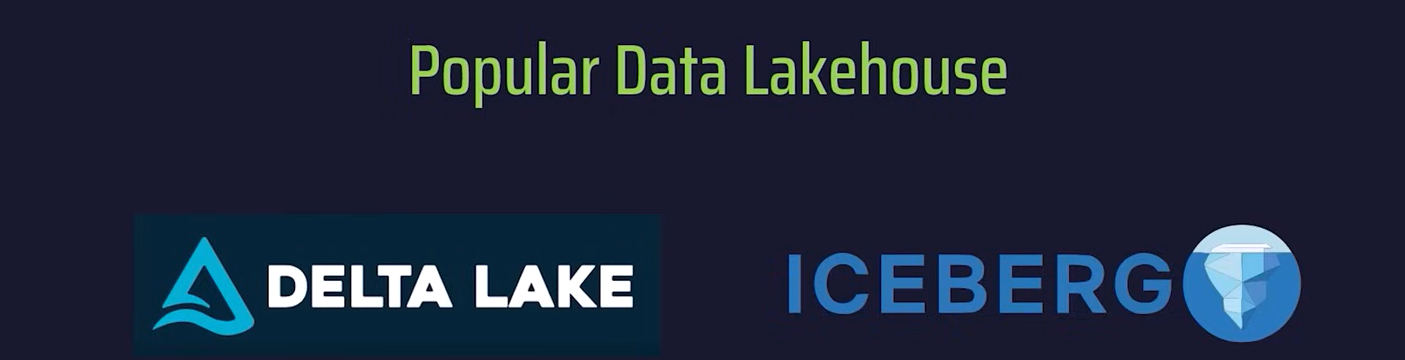 Popular Data Lakehouse
DELTA LAKE
ICEBERG